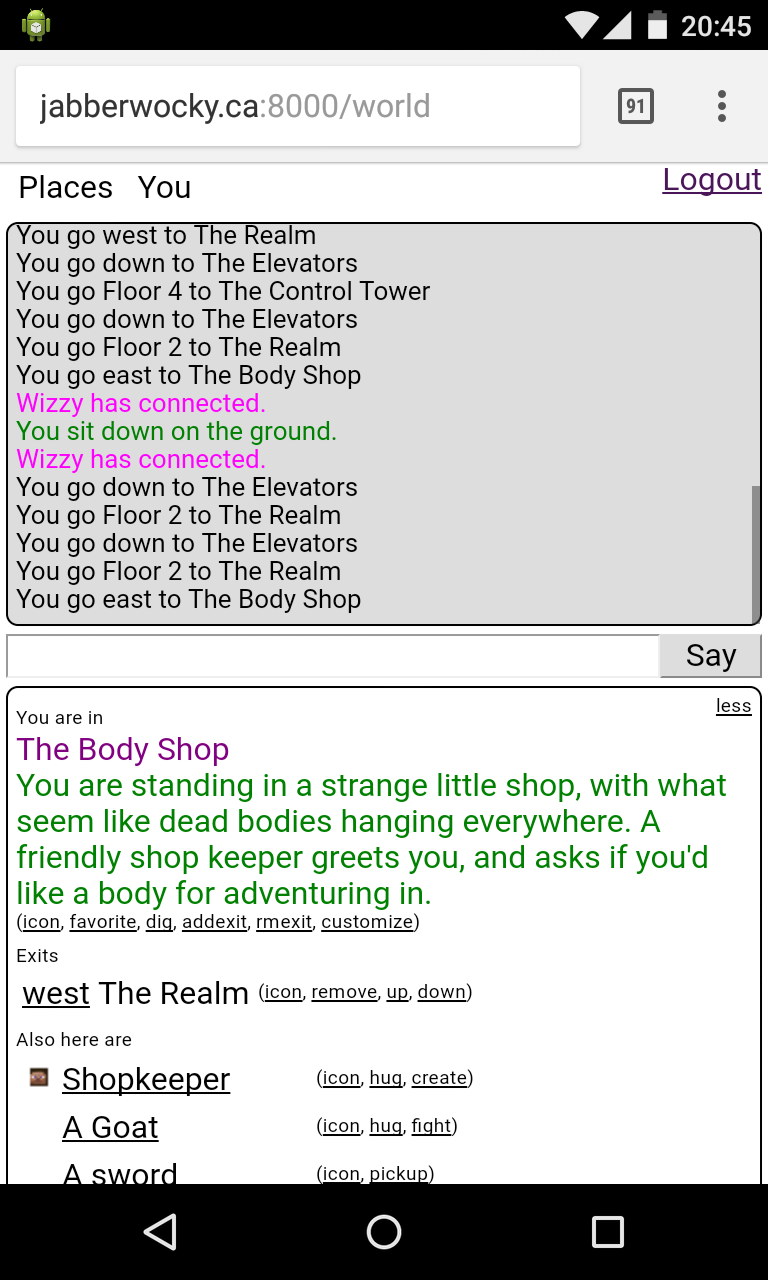 20:45
jabberwocky.ca:8000/world
91
Places You Logout
You go west to The Realm
You go down to The Elevators
You go Floor 4 to The Control Tower
You go down to The Elevators
You go Floor 2 to The Realm
You go east to The Body Shop
Wizzy has connected.
You sit down on the ground.
Wizzy has connected.
You go down to The Elevators
You go Floor 2 to The Realm
You go down to The Elevators
You go Floor 2 to The Realm
You go east to The Body Shop
Say
less
You are in
The Body Shop
You are standing in a strange little shop, with what
seem like dead bodies hanging everywhere. A
friendly shop keeper greets you, and asks if you'd
like a body for adventuring in.
(icon, favorite, dig, addexit, rmexit, customize)
Exits
west The Realm (icon, remove, up, down)
Also here are
Shopkeeper (icon, hug, create)
A Goat (icon, hug, fight)
A sword (icon, pickup)